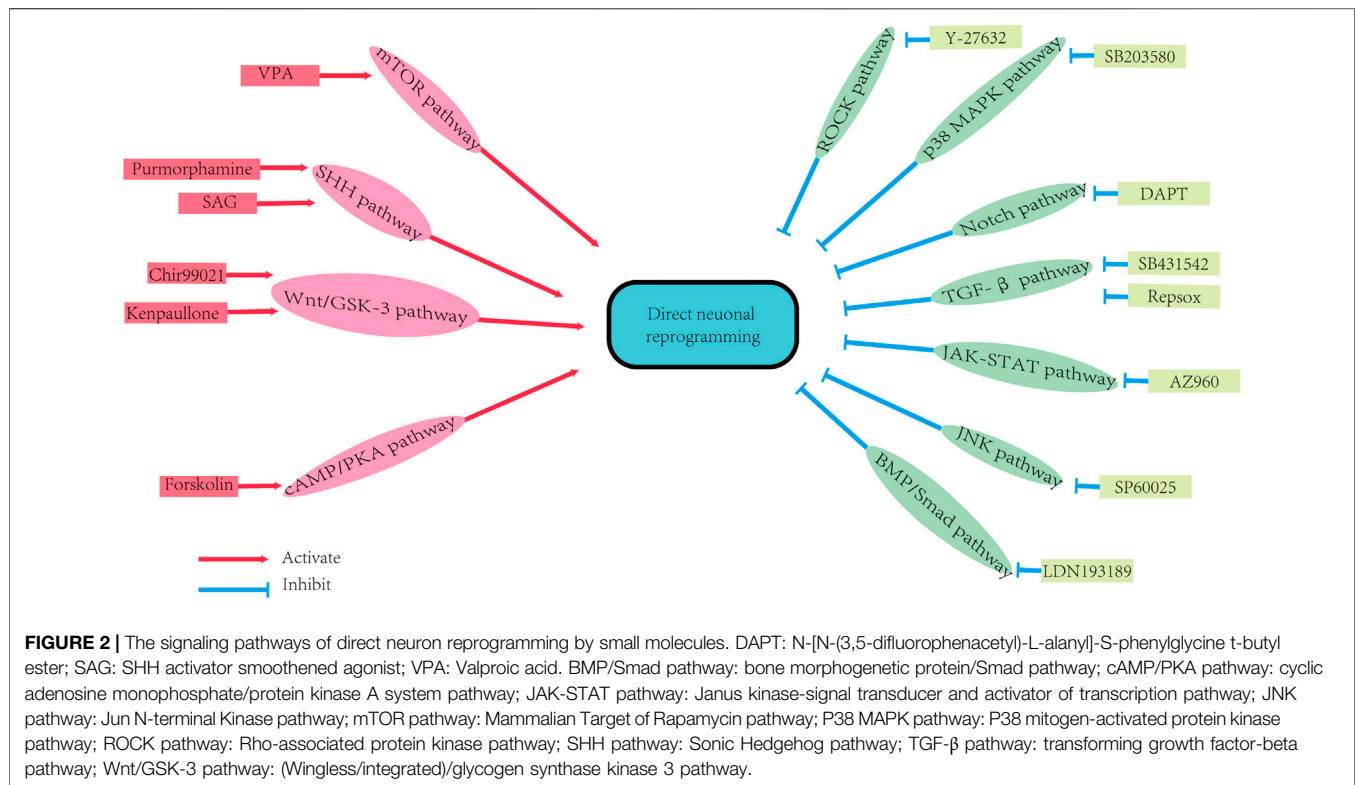 VPA
mTOR pathway
Purmorphamine
SAG
SHH pathway
Chir99021
Kenpaullone
Wnt/GSK-3 pathway
Forskolin
cAMP/PKA pathway
Activate
Inhibit
Direct neuonal
reprogramming
ROCK pathway
Y-27632
p38 MAPK pathway
SB203580
Notch pathway
DAPT
TGF- β pathway
SB431542
Repsox
JAK-STAT pathway
AZ960
JNK pathway
SP60025
BMP/Smad pathway
LDN193189
FIGURE 2 | The signaling pathways of direct neuron reprogramming by small molecules. DAPT: N-[N-(3,5-difluorophenacetyl)-L-alanyl]-S-phenylglycine t-butyl
ester; SAG: SHH activator smoothened agonist; VPA: Valproic acid. BMP/Smad pathway: bone morphogenetic protein/Smad pathway; cAMP/PKA pathway: cyclic
adenosine monophosphate/protein kinase A system pathway; JAK-STAT pathway: Janus kinase-signal transducer and activator of transcription pathway; JNK
pathway: Jun N-terminal Kinase pathway; mTOR pathway: Mammalian Target of Rapamycin pathway; P38 MAPK pathway: P38 mitogen-activated protein kinase
pathway; ROCK pathway: Rho-associated protein kinase pathway; SHH pathway: Sonic Hedgehog pathway; TGF-β pathway: transforming growth factor-beta
pathway; Wnt/GSK-3 pathway: (Wingless/integrated)/glycogen synthase kinase 3 pathway.